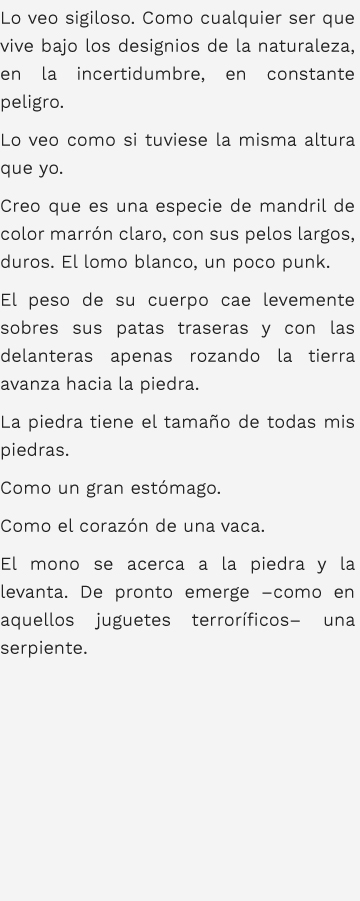 Lo veo sigiloso. Como cualquier ser que
vive bajo los designios de la naturaleza,
en la incertidumbre, en constante
peligro.
Lo veo como si tuviese la misma altura
que yo.
Creo que es una especie de mandril de
color marrón claro, con sus pelos largos,
duros. El lomo blanco, un poco punk.
El peso de su cuerpo cae levemente
sobres sus patas traseras y con las
delanteras apenas rozando la tierra
avanza hacia la piedra.
La piedra tiene el tamaño de todas mis
piedras.
Como un gran estómago.
Como el corazón de una vaca.
El mono se acerca a la piedra y la
levanta. De pronto emerge –como en
aquellos juguetes terroríficos– una
serpiente.